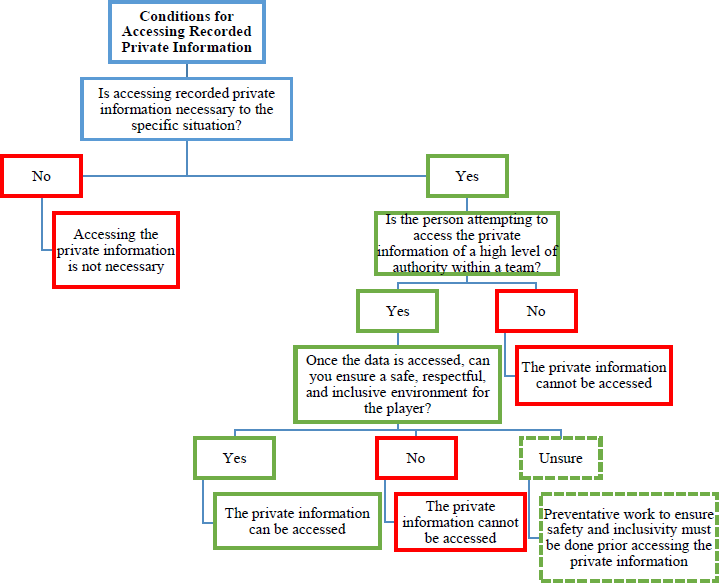 Conditions for
Accessing Recorded
Private Information
Is accessing recorded private
information necessary to the
specific situation?
No
Yes
Accessing the
private information
is not necessary
Is the person attempting to
access the private
information of a high level of
authority within a team?
Yes
No
Once the data is accessed, can
you ensure a safe, respectful,
and inclusive environment for
the player?
The private information
cannot be accessed
Yes
No
Unsure
The private information
can be accessed
The private
information cannot
be accessed
Preventative work to ensure
safety and inclusivity must
be done prior accessing the
private information